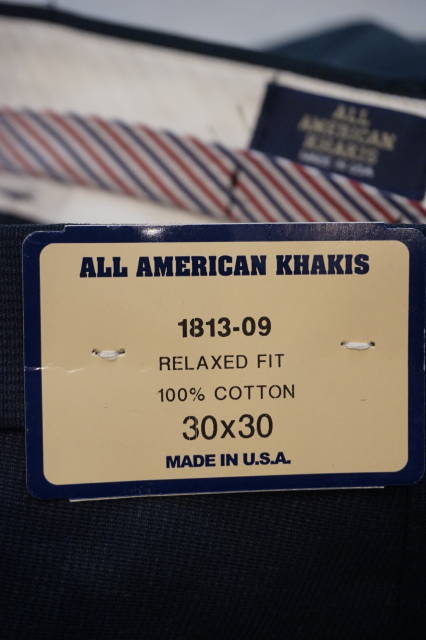 ALL
AMERICAN
KHAKIS
MADE IN USA
ALL AMERICAN KHAKIS
1813-09
RELAXED FIT
100% COTTON
30x30
MADE IN U.S.A.